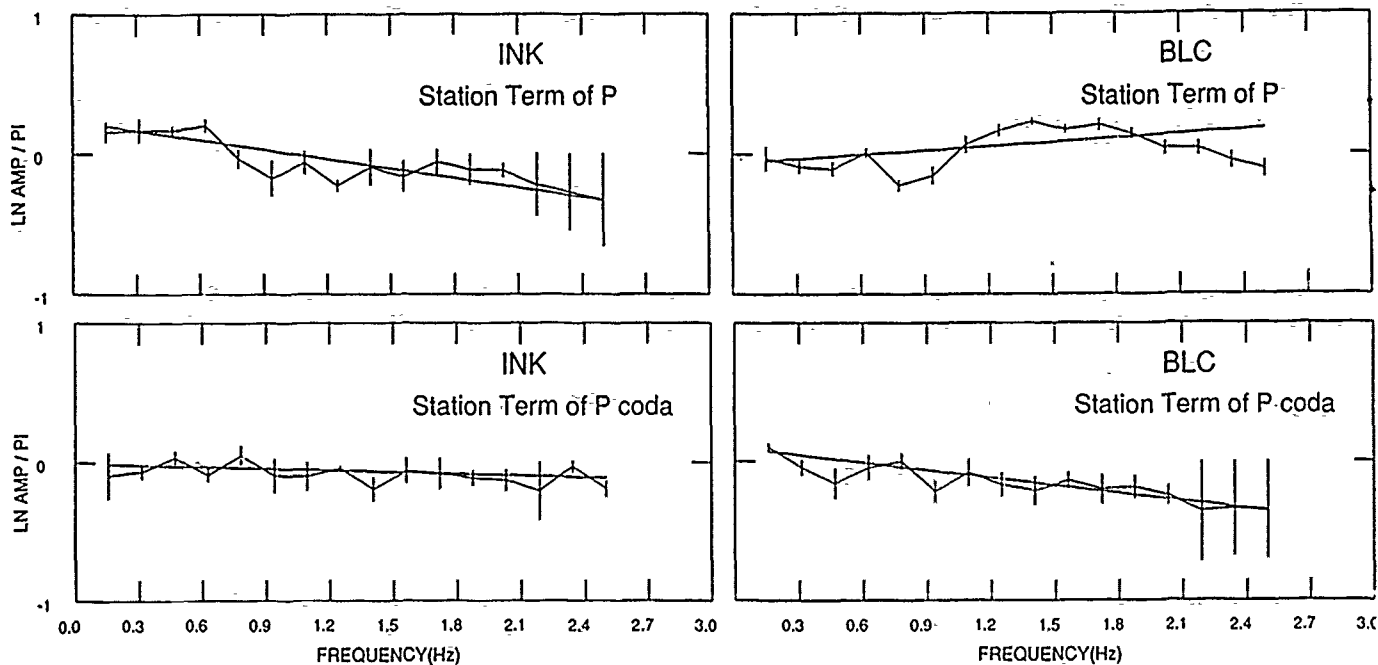 1
0
-1
LN AMP / PI
INK
Station Term of P
BLC
Station Term of P
1
0
-1
LN AMP / PI
INK
Station Term of P coda
BLC
Station Term of P coda
0.0 0.3 0.6 0.9 1.2 1.5 1.8 2.1 2.4 2.7 3.0
0.3 0.6 0.9 1.2 1.5 1.8 2.1 2.4 2.7 3.0
FREQUENCY(Hz)
FREQUENCY(Hz)